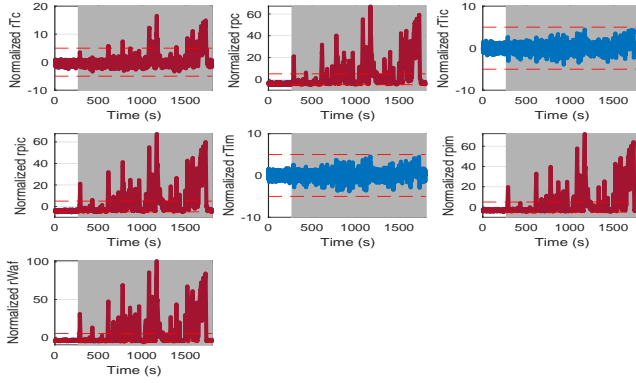 Normalized rTc
20
10
0
-10
0 500 1000 1500
Time (s)
Normalized rpc
60
40
20
0
0 500 1000 1500
Time (s)
Normalized rTic
10
0
-10
0 500 1000 1500
Time (s)
Normalized rpic
60
40
20
0
0 500 1000 1500
Time (s)
Normalized rTim
10
0
-10
0 500 1000 1500
Time (s)
Normalized rpim
60
40
20
0
0 500 1000 1500
Time (s)
Normalized rWaf
100
50
0
0 500 1000 1500
Time (s)